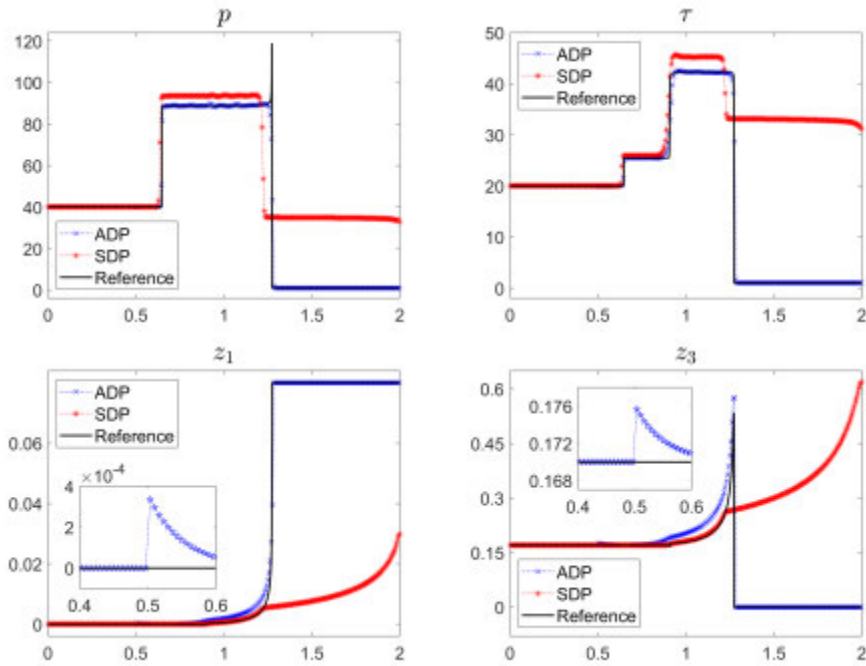 p
120
100
80
60
40
20
0
ADP
SDP
Reference
0 0.5 1 1.5 2
τ
50
40
30
20
10
0
ADP
SDP
Reference
0 0.5 1 1.5 2
z₁
0.06
0.04
0.02
0
ADP
SDP
Reference
×10⁻⁴
4
2
0
0.4 0.5 0.6
0 0.5 1 1.5 2
z₃
0.6
0.45
0.3
0.15
0
0.176
0.172
0.168
0.4 0.5 0.6
ADP
SDP
Reference
0 0.5 1 1.5 2